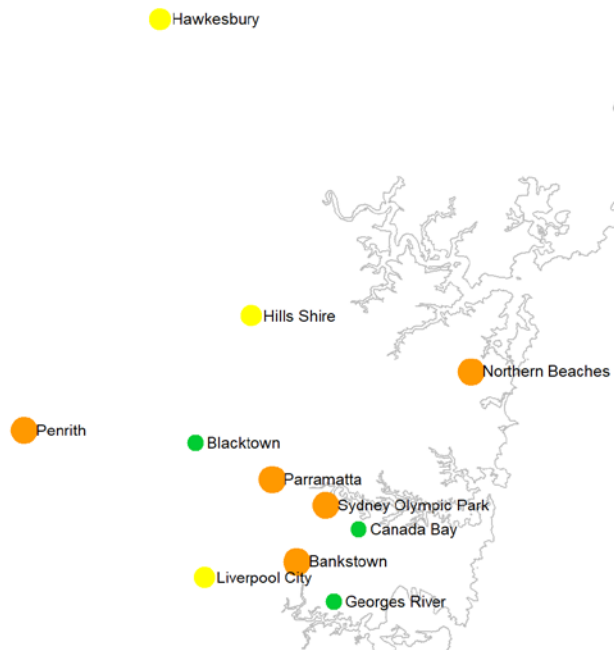 Hawkesbury
Hills Shire
Northern Beaches
Penrith
Blacktown
Parramatta
Sydney Olympic Park
Canada Bay
Bankstown
Liverpool City
Georges River